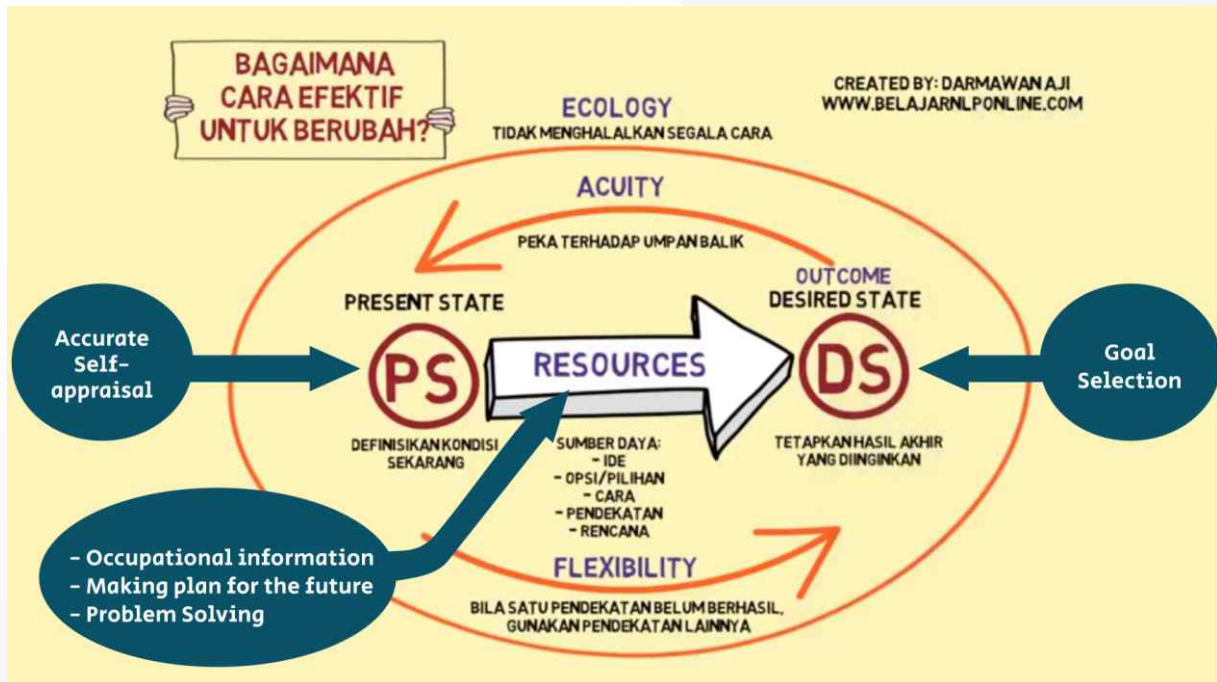 BAGAIMANA
CARA EFEKTIF
UNTUK BERUBAH?
CREATED BY: DARMAWAN AJI
WWW.BELAJARNLPONLINE.COM
ECOLOGY
TIDAK MENGHALALKAN SEGALA CARA
ACUITY
PEKA TERHADAP UMPAN BALIK
PRESENT STATE
PS
DEFINISIKAN KONDISI
SEKARANG
RESOURCES
SUMBER DAYA:
- IDE
- OPSI/PILIHAN
- CARA
- PENDEKATAN
- RENCANA
OUTCOME
DESIRED STATE
DS
TETAPKAN HASIL AKHIR
YANG DIINGINKAN
FLEXIBILITY
BILA SATU PENDEKATAN BELUM BERHASIL,
GUNAKAN PENDEKATAN LAINNYA
Accurate
Self-
appraisal
Goal
Selection
- Occupational information
- Making plan for the future
- Problem Solving